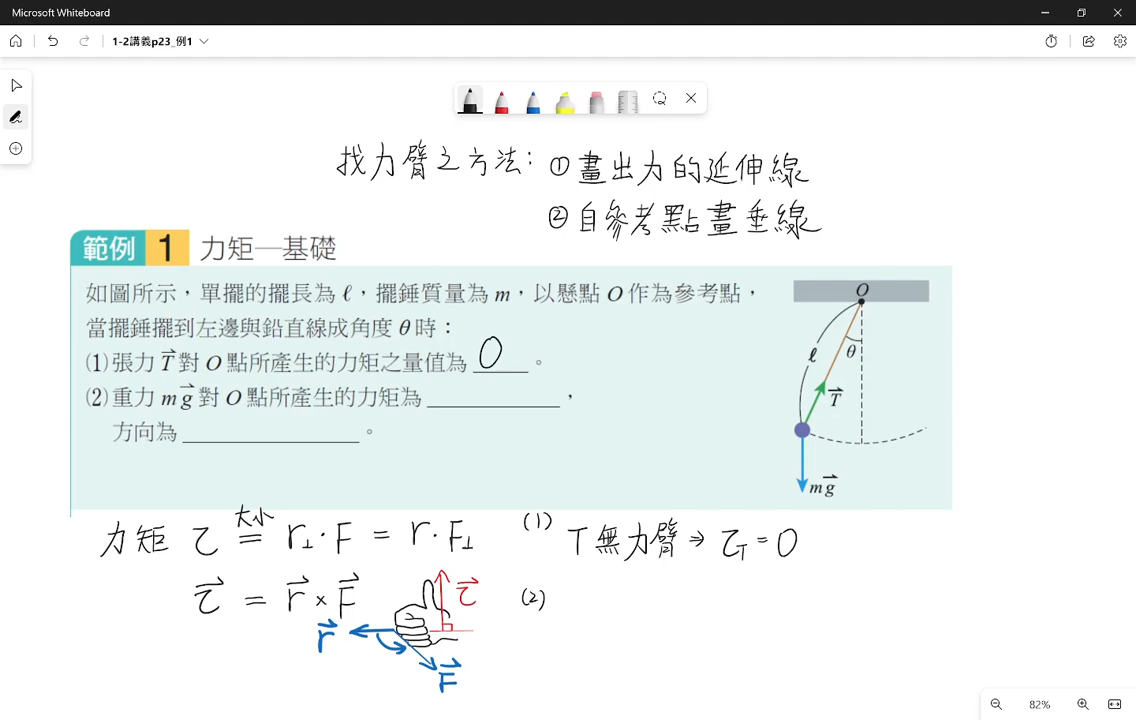 Microsoft Whiteboard
1-2講義p23_例1
找力臂之方法：①畫出力的延伸線
②自參考點畫垂線
範例 1 力矩—基礎
如圖所示，單擺的擺長為 ℓ，擺錘質量為 m，以懸點 O 作為參考點，
當擺錘擺到左邊與鉛直線成角度 θ 時：
(1)張力 T⃗ 對 O 點所產生的力矩之量值為 0 。
(2)重力 mg⃗ 對 O 點所產生的力矩為 ＿＿＿＿，
方向為 ＿＿＿＿。
O
ℓ
θ
T⃗
mg⃗
力矩 τ 大小= r⊥·F = r·F⊥
(1) T無力臂⇒ τT=0
τ⃗ = r⃗ × F⃗
τ⃗
r⃗
F⃗
(2)
82%